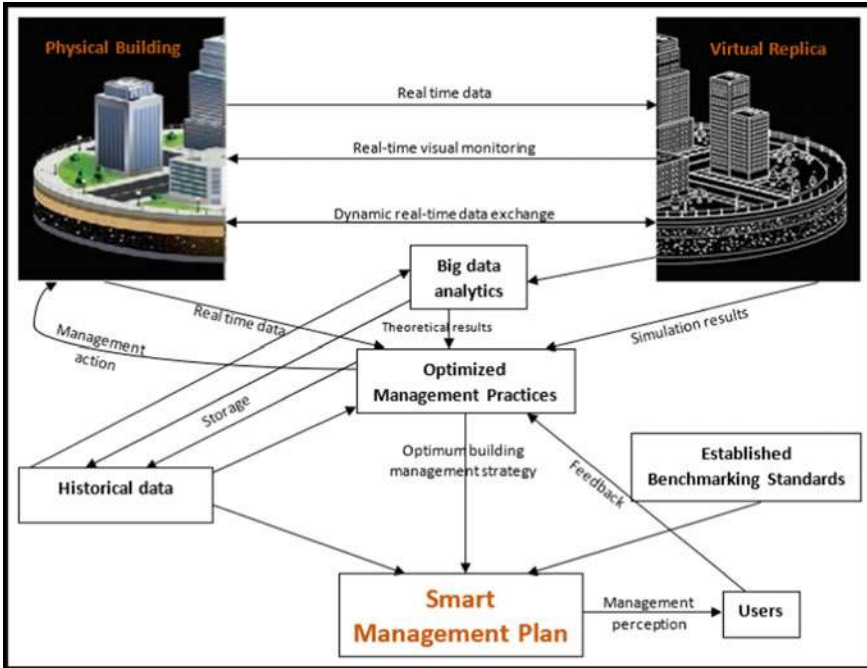 Physical Building
Virtual Replica
Real time data
Real-time visual monitoring
Dynamic real-time data exchange
Big data
analytics
Real time data
Theoretical results
Simulation results
Management
action
Optimized
Management Practices
Storage
Optimum building
management strategy
Feedback
Established
Benchmarking Standards
Historical data
Smart
Management Plan
Management
perception
Users